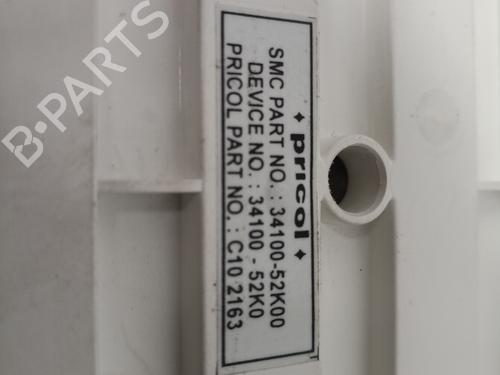 pricol
SMC PART NO. : 34100-52K00
DEVICE NO. : 34100 - 52K0
PRICOL PART NO. : C10 2163
B-PARTS